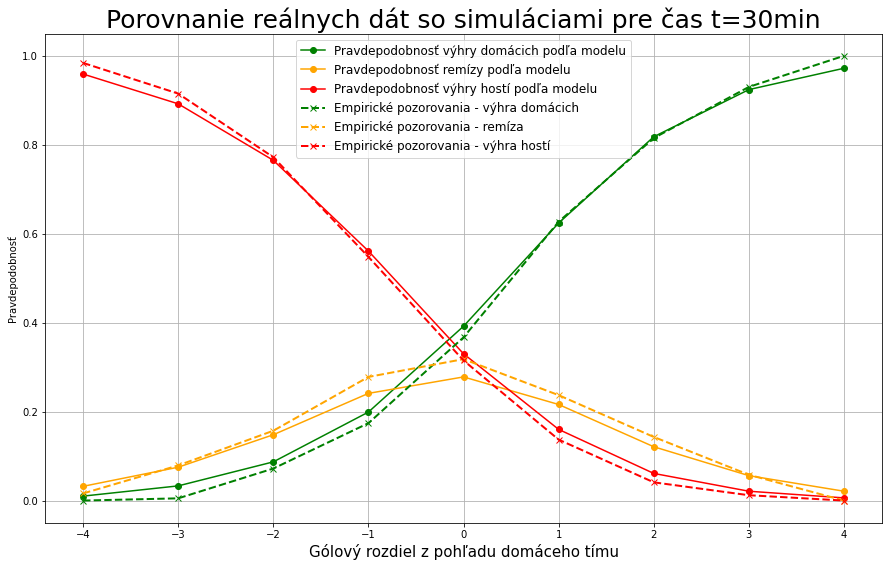 Porovnanie reálnych dát so simuláciami pre čas t=30min
Pravdepodobnosť výhry domácich podľa modelu
Pravdepodobnosť remízy podľa modelu
Pravdepodobnosť výhry hostí podľa modelu
Empirické pozorovania - výhra domácich
Empirické pozorovania - remíza
Empirické pozorovania - výhra hostí
Pravdepodobnosť
1.0
0.8
0.6
0.4
0.2
0.0
−4 −3 −2 −1 0 1 2 3 4
Gólový rozdiel z pohľadu domáceho tímu